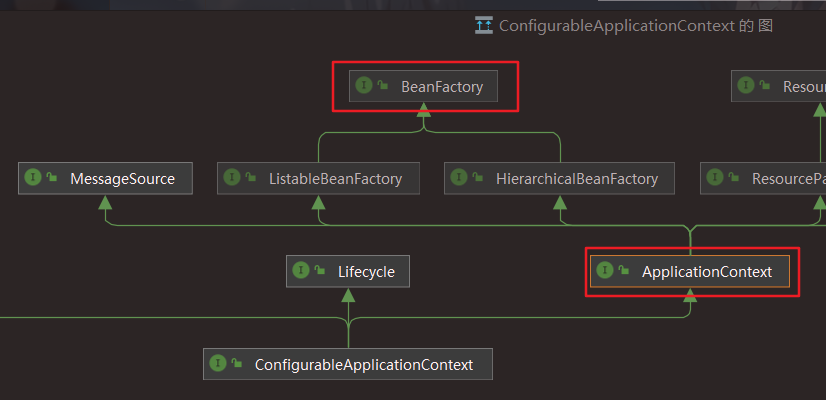 ConfigurableApplicationContext 的图
I BeanFactory
I Resour
I MessageSource
I ListableBeanFactory
I HierarchicalBeanFactory
I ResourcePa
I Lifecycle
I ApplicationContext
I ConfigurableApplicationContext